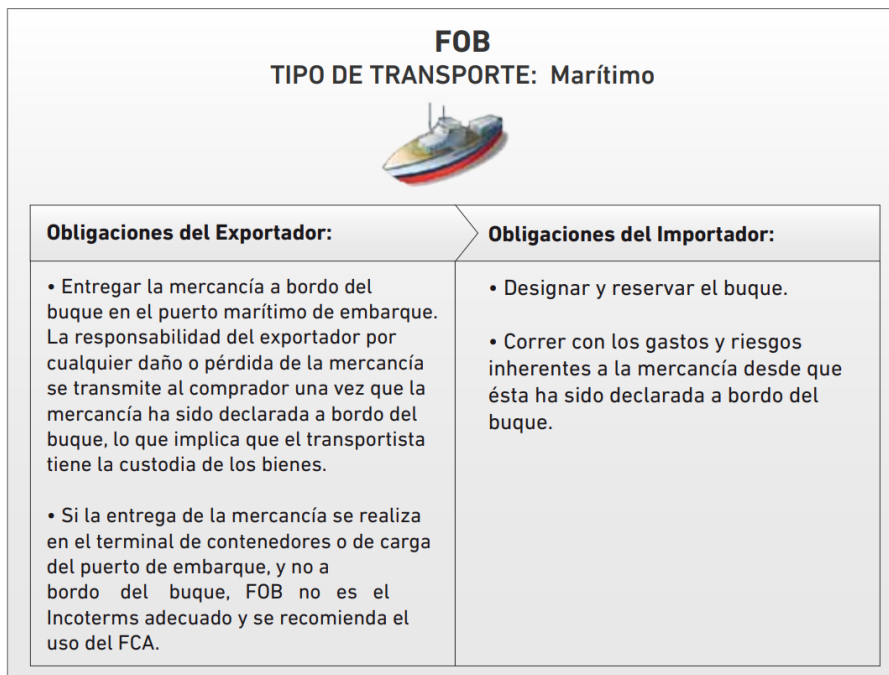 FOB
TIPO DE TRANSPORTE: Marítimo
Obligaciones del Exportador:
• Entregar la mercancía a bordo del
buque en el puerto marítimo de embarque.
La responsabilidad del exportador por
cualquier daño o pérdida de la mercancía
se transmite al comprador una vez que la
mercancía ha sido declarada a bordo del
buque, lo que implica que el transportista
tiene la custodia de los bienes.
• Si la entrega de la mercancía se realiza
en el terminal de contenedores o de carga
del puerto de embarque, y no a
bordo del buque, FOB no es el
Incoterms adecuado y se recomienda el
uso del FCA.
Obligaciones del Importador:
• Designar y reservar el buque.
• Correr con los gastos y riesgos
inherentes a la mercancía desde que
ésta ha sido declarada a bordo del
buque.